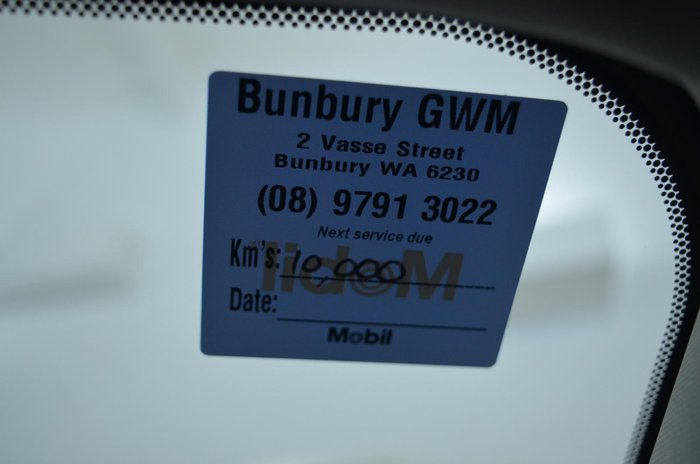 Bunbury GWM
2 Vasse Street
Bunbury WA 6230
(08) 9791 3022
Next service due
Km's: 10,000
Mobil
Date:
Mobil